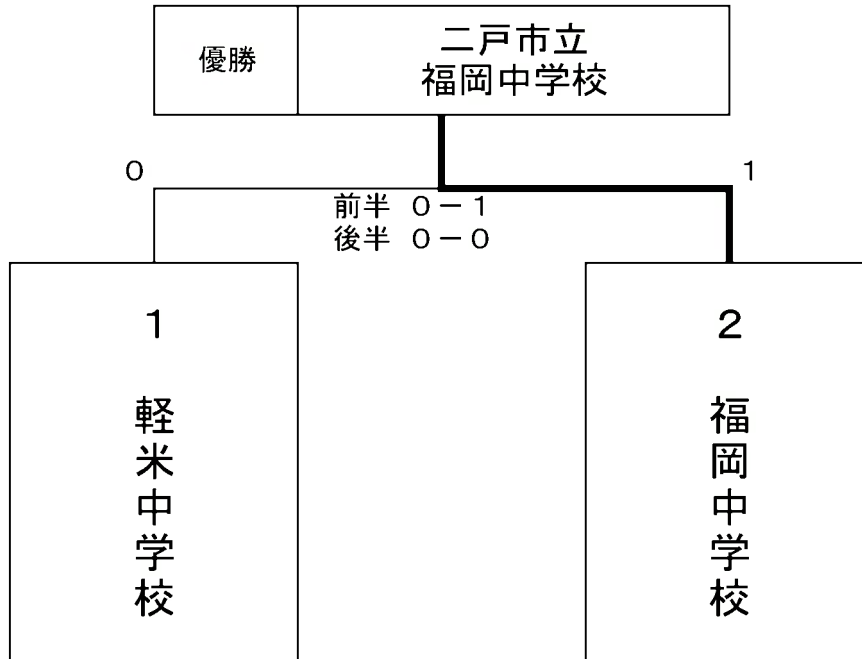 優勝
二戸市立
福岡中学校
0
1
前半 0-1
後半 0-0
1
軽米中学校
2
福岡中学校